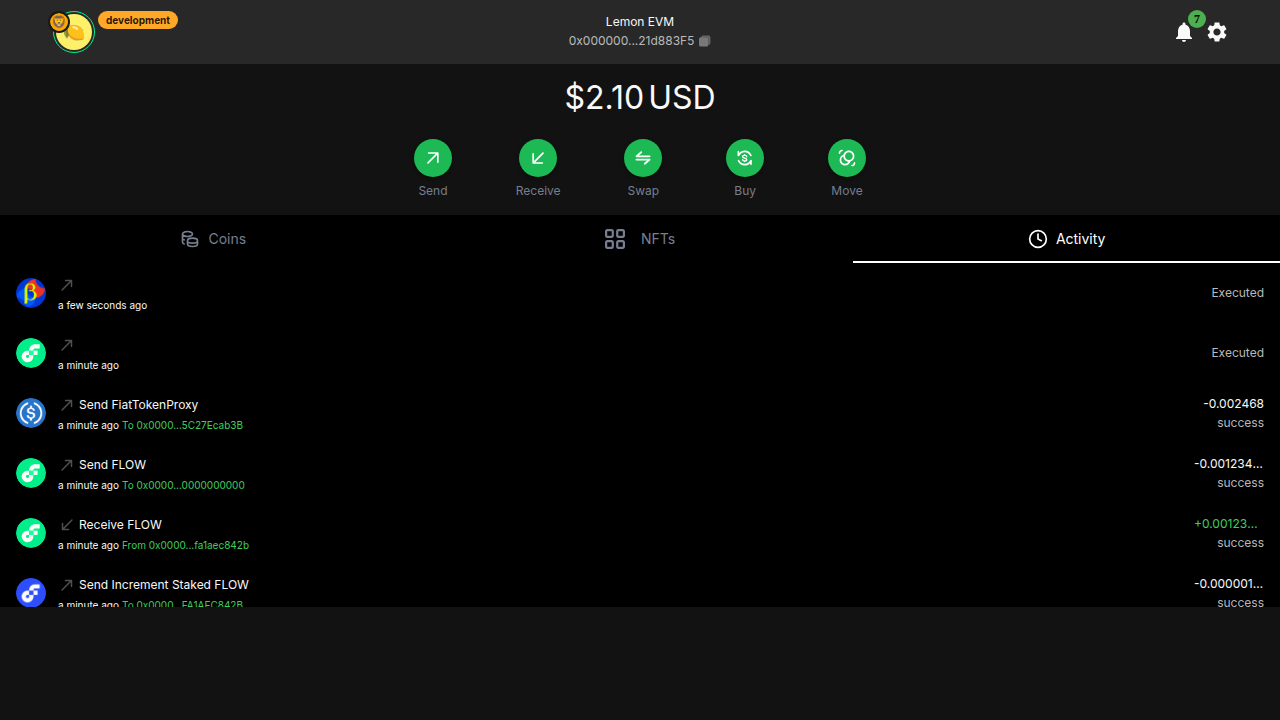 development
Lemon EVM
0x000000...21d883F5
7
$2.10 USD
Send
Receive
Swap
Buy
Move
Coins
NFTs
Activity
a few seconds ago
Executed
a minute ago
Executed
Send FlatTokenProxy
-0.002468
a minute ago To 0x0000...5C27Ecab3B
success
Send FLOW
-0.001234...
a minute ago To 0x0000...0000000000
success
Receive FLOW
+0.00123...
a minute ago From 0x0000...fa1aec842b
success
Send Increment Staked FLOW
-0.000001...
a minute ago To 0x0000...FA1AEC842B
success